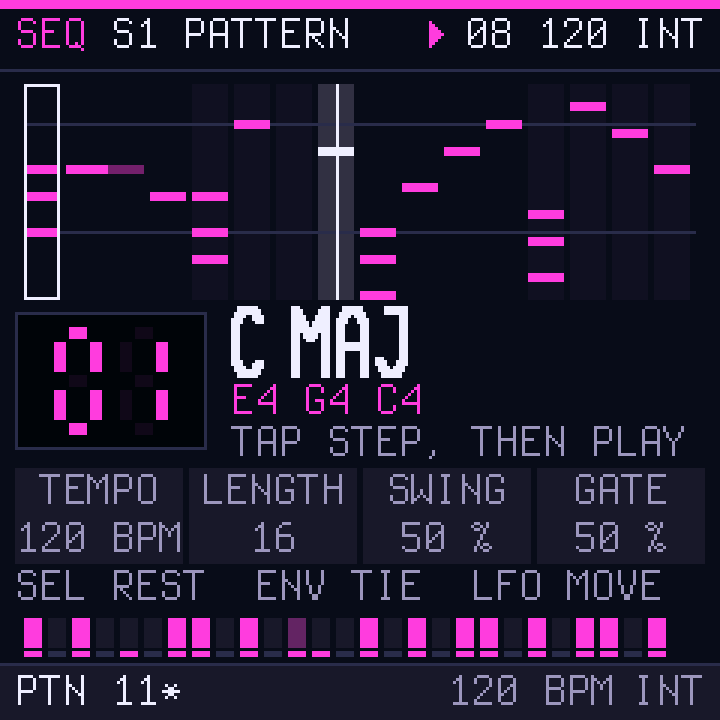 SEQ S1 PATTERN ▶ 08 120 INT
01
C MAJ
E4 G4 C4
TAP STEP, THEN PLAY
TEMPO LENGTH SWING GATE
120 BPM 16 50 % 50 %
SEL REST ENV TIE LFO MOVE
PTN 11* 120 BPM INT